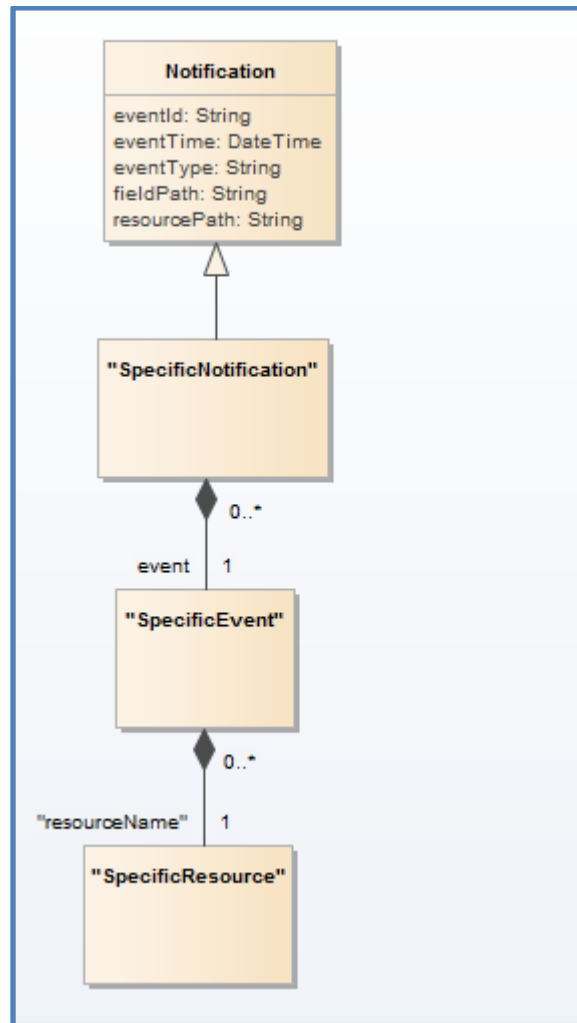 Notification
eventId: String
eventTime: DateTime
eventType: String
fieldPath: String
resourcePath: String
"SpecificNotification"
0..*
event 1
"SpecificEvent"
0..*
"resourceName" 1
"SpecificResource"